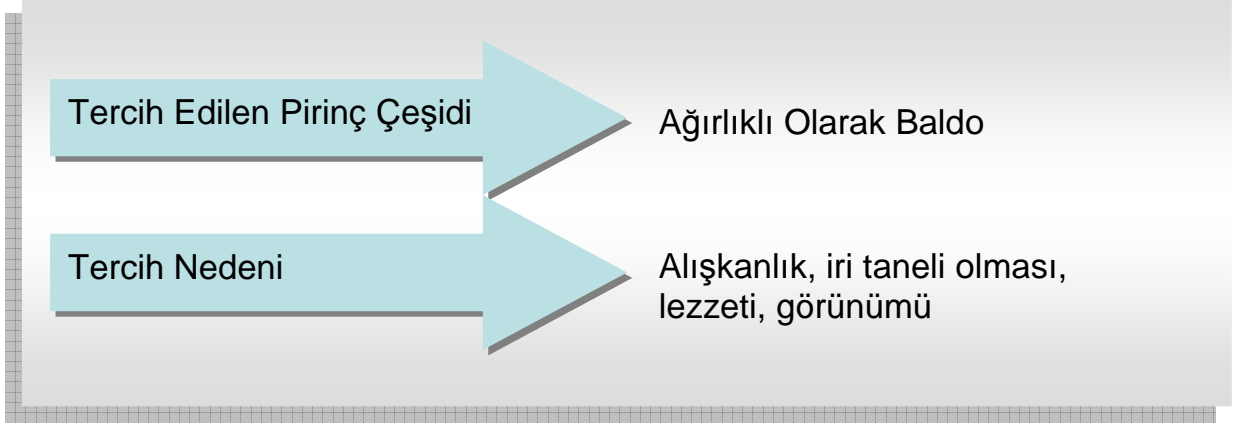 Tercih Edilen Pirinç Çeşidi
Ağırlıklı Olarak Baldo
Tercih Nedeni
Alışkanlık, iri taneli olması,
lezzeti, görünümü